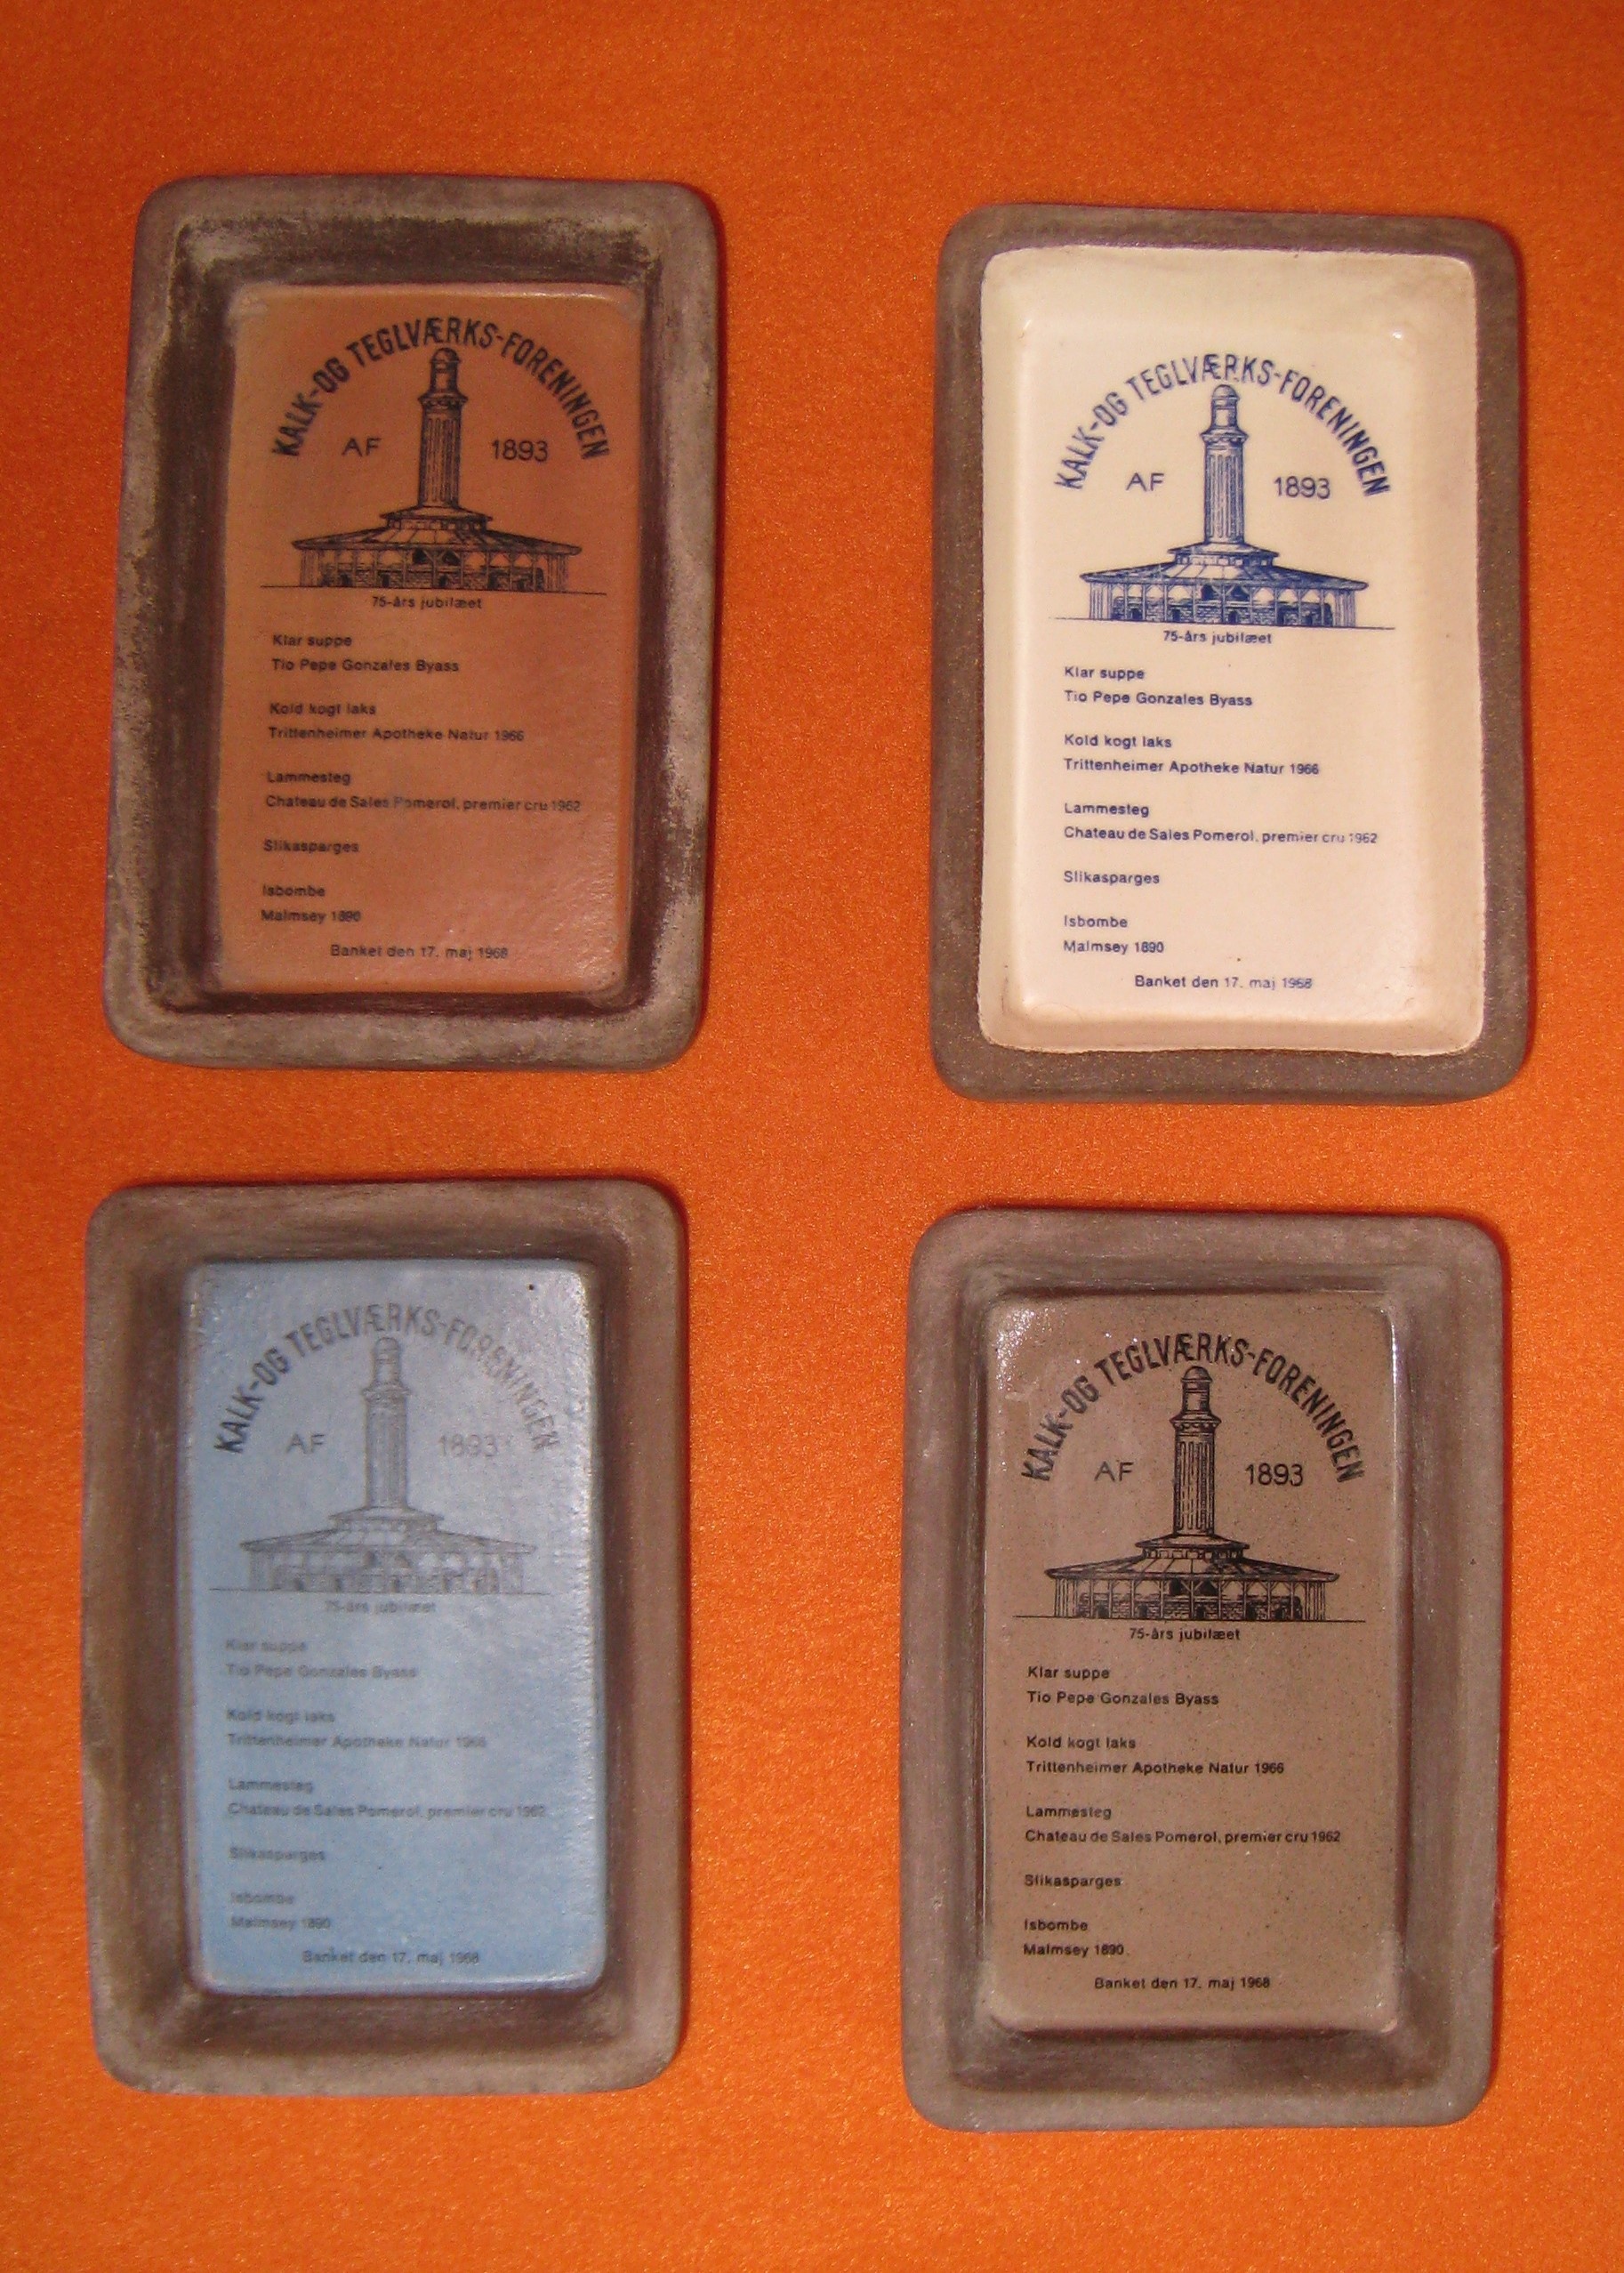 KALK-OG TEGLVÆRKS-FORENINGEN
AF 1893
75-års jubilæet
Klar suppe
Tio Pepe Gonzales Byass
Kold kogt laks
Trittenheimer Apotheke Natur 1966
Lammesteg
Chateau de Sales Pomerol, premier cru 1962
Slikasparges
Isbombe
Malmsey 1890
Banket den 17. maj 1968
KALK-OG TEGLVÆRKS-FORENINGEN
AF 1893
75-års jubilæet
Klar suppe
Tio Pepe Gonzales Byass
Kold kogt laks
Trittenheimer Apotheke Natur 1966
Lammesteg
Chateau de Sales Pomerol, premier cru 1962
Slikasparges
Isbombe
Malmsey 1890
Banket den 17. maj 1968
KALK-OG TEGLVÆRKS-FORENINGEN
AF 1893
75-års jubilæet
Klar suppe
Tio Pepe Gonzales Byass
Kold kogt laks
Trittenheimer Apotheke Natur 1966
Lammesteg
Chateau de Sales Pomerol, premier cru 1962
Slikasparges
Isbombe
Malmsey 1890
Banket den 17. maj 1968
KALK-OG TEGLVÆRKS-FORENINGEN
AF 1893
75-års jubilæet
Klar suppe
Tio Pepe Gonzales Byass
Kold kogt laks
Trittenheimer Apotheke Natur 1966
Lammesteg
Chateau de Sales Pomerol, premier cru 1962
Slikasparges
Isbombe
Malmsey 1890
Banket den 17. maj 1968